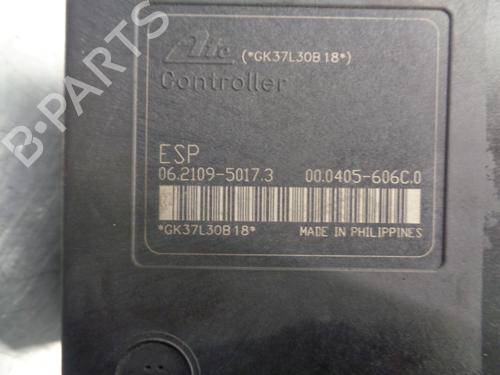 Ate (*GK37L30B18*)
Controller
ESP
06.2109-5017.3 00.0405-606C.0
*GK37L30B18* MADE IN PHILIPPINES
B-PARTS